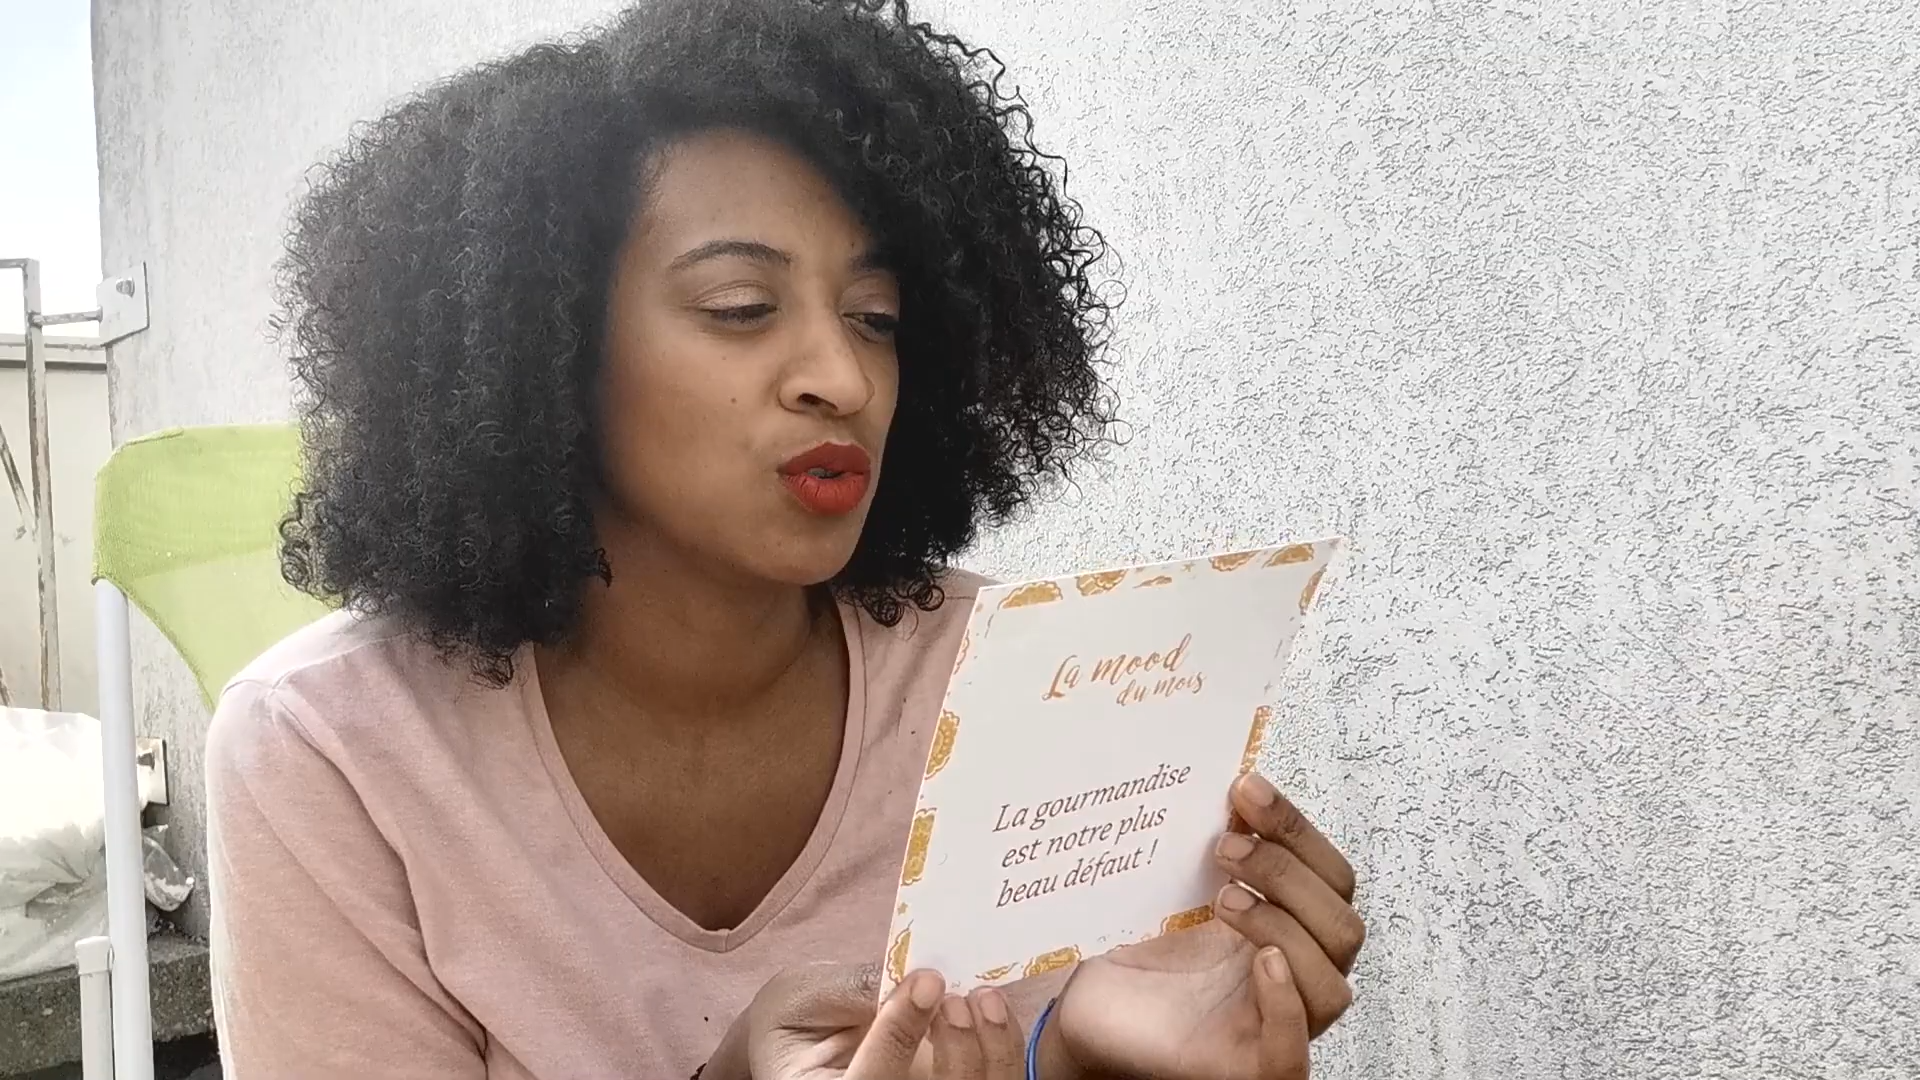 La mood
du mois
La gourmandise
est notre plus
beau défaut !